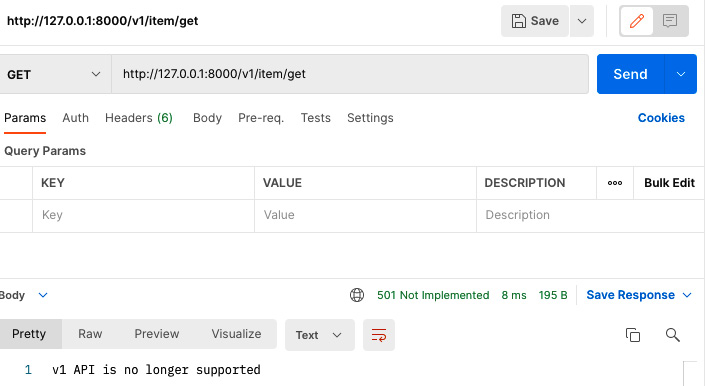 http://127.0.0.1:8000/v1/item/get
Save
GET
http://127.0.0.1:8000/v1/item/get
Send
Params Auth Headers (6) Body Pre-req. Tests Settings Cookies
Query Params
KEY VALUE DESCRIPTION ooo Bulk Edit
Key Value Description
Body 501 Not Implemented 8 ms 195 B Save Response
Pretty Raw Preview Visualize Text
1 v1 API is no longer supported